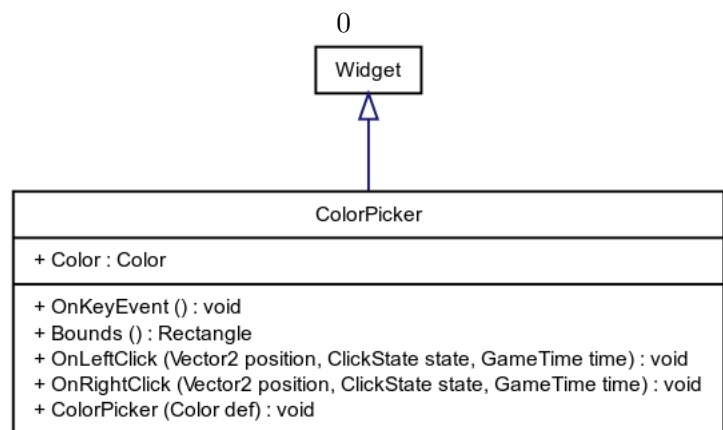 0
Widget
ColorPicker
+ Color : Color
+ OnKeyEvent () : void
+ Bounds () : Rectangle
+ OnLeftClick (Vector2 position, ClickState state, GameTime time) : void
+ OnRightClick (Vector2 position, ClickState state, GameTime time) : void
+ ColorPicker (Color def) : void